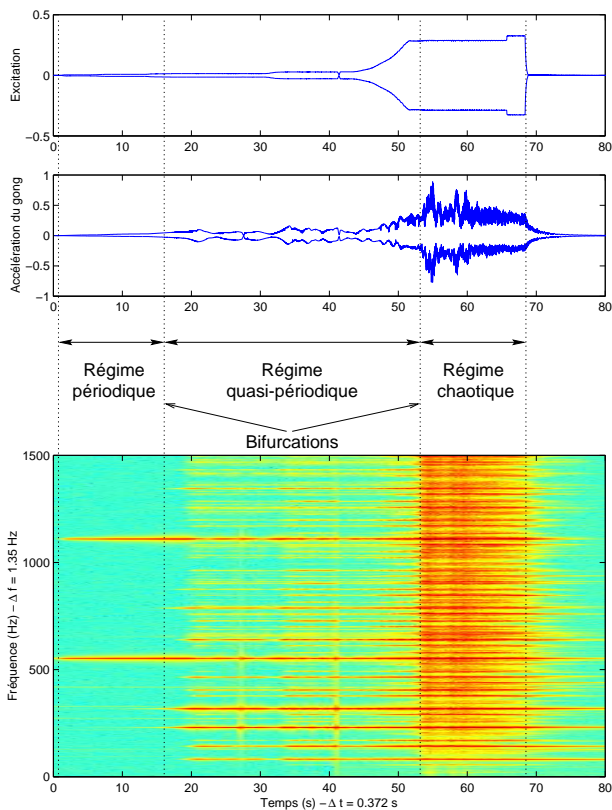 0.5
0
-0.5
Excitation
0 10 20 30 40 50 60 70 80
1
0.5
0
-0.5
-1
Accélération du gong
0 10 20 30 40 50 60 70 80
Régime
périodique
Régime
quasi-périodique
Régime
chaotique
Bifurcations
1500
1000
500
0
Fréquence (Hz) – Δ f = 1.35 Hz
0 10 20 30 40 50 60 70 80
Temps (s) – Δ t = 0.372 s